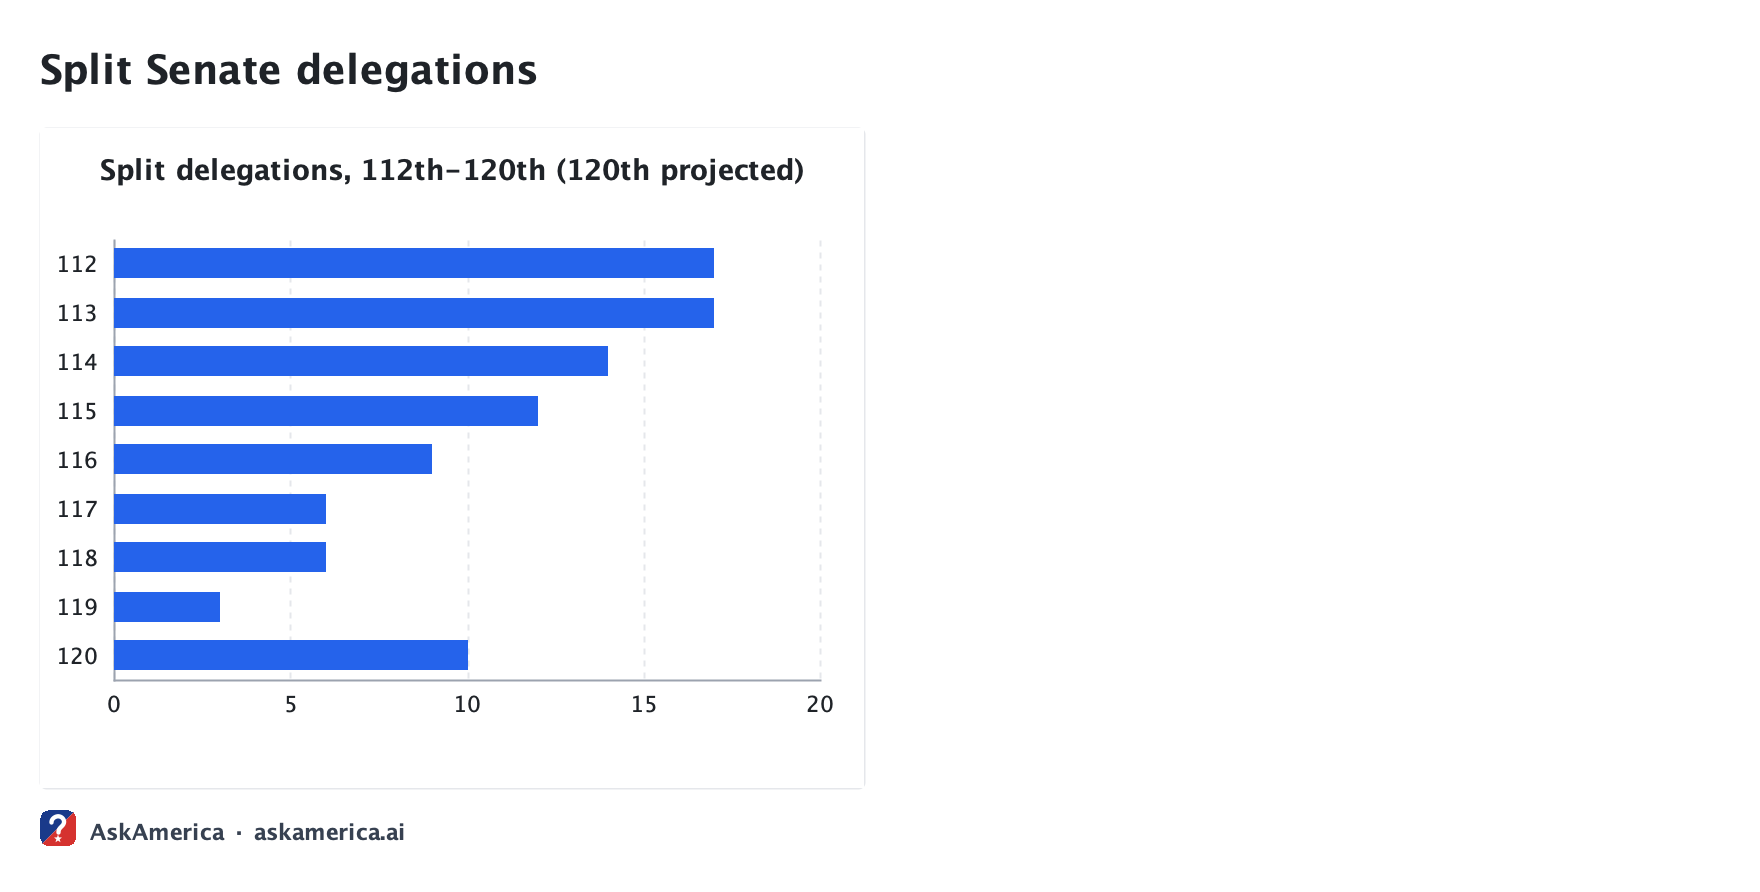 Split Senate delegations
Split delegations, 112th–120th (120th projected)
112
113
114
115
116
117
118
119
120
0 5 10 15 20
AskAmerica · askamerica.ai